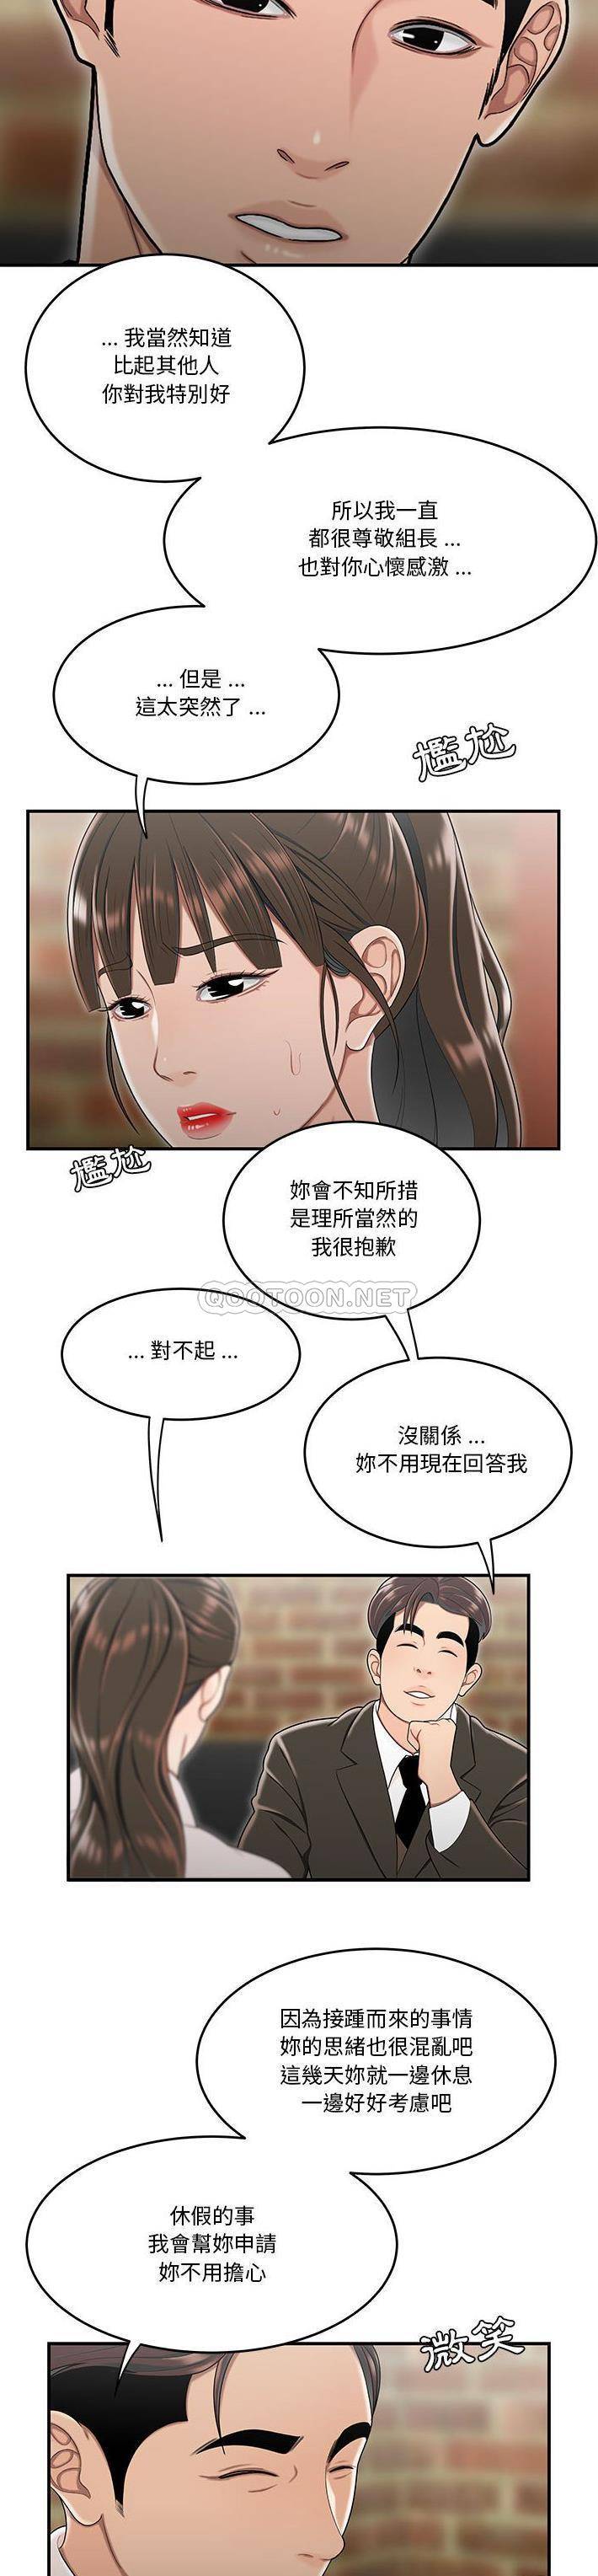 ... 我當然知道
比起其他人
你對我特別好
所以我一直
都很尊敬組長 ...
也對你心懷感激 ...
... 但是 ...
這太突然了 ...
尷尬
尷尬
妳會不知所措
是理所當然的
我很抱歉
QOOTOON.NET
... 對不起 ...
沒關係 ...
妳不用現在回答我
因為接踵而來的事情
妳的思緒也很混亂吧
這幾天妳就一邊休息
一邊好好考慮吧
休假的事
我會幫妳申請
妳不用擔心
微笑